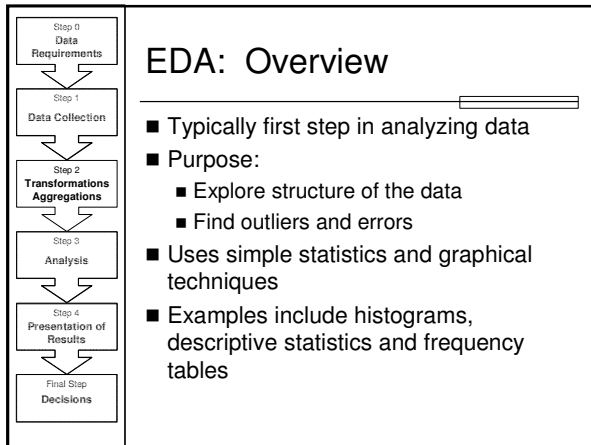 Step 0
Data
Requirements
Step 1
Data Collection
Step 2
Transformations
Aggregations
Step 3
Analysis
Step 4
Presentation of
Results
Final Step
Decisions
EDA: Overview
Typically first step in analyzing data
Purpose:
Explore structure of the data
Find outliers and errors
Uses simple statistics and graphical
techniques
Examples include histograms,
descriptive statistics and frequency
tables